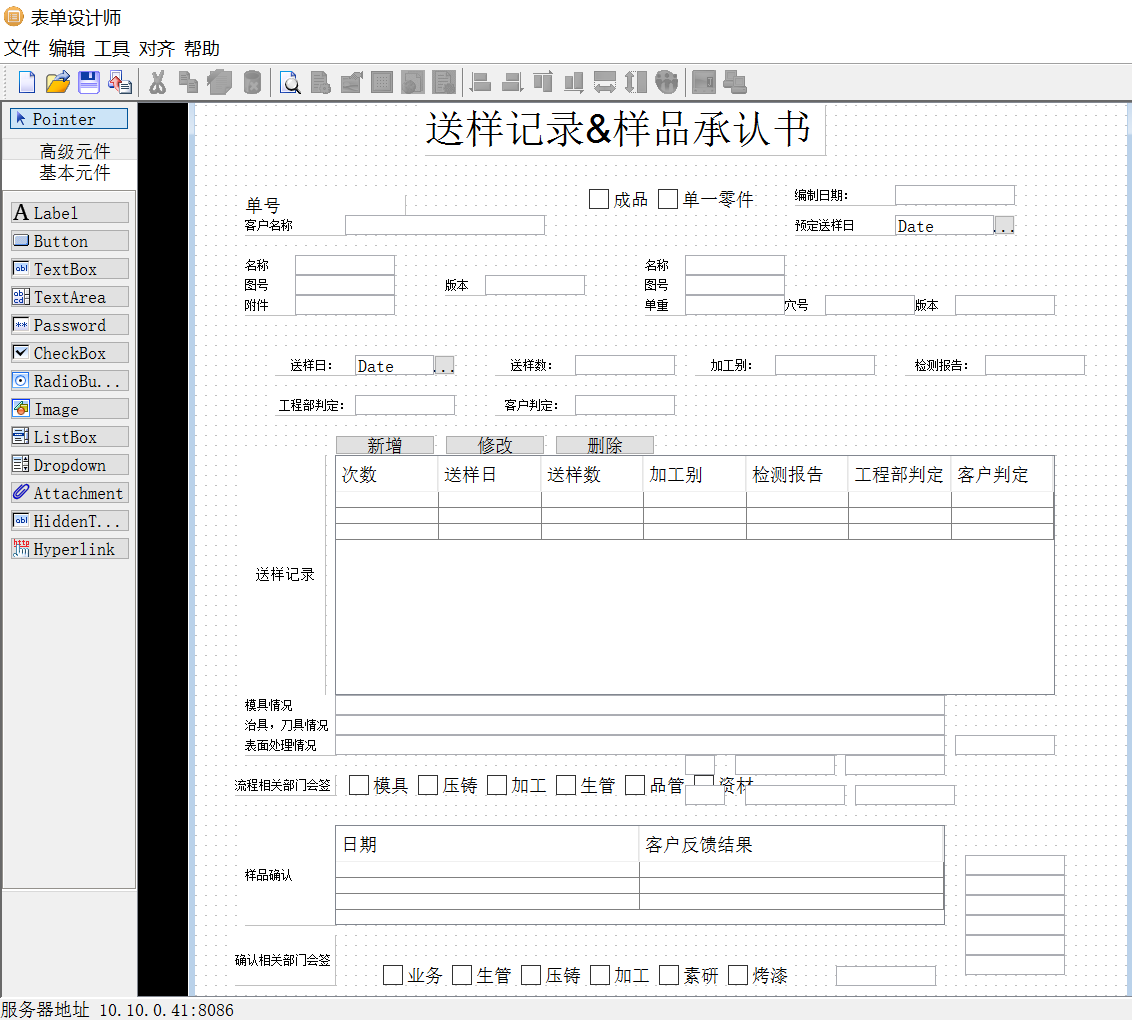 表单设计师
文件 编辑 工具 对齐 帮助
Pointer
高级元件
基本元件
Label
Button
TextBox
TextArea
Password
CheckBox
RadioBu...
Image
ListBox
Dropdown
Attachment
HiddenT...
Hyperlink
送样记录&样品承认书
单号 成品 单一零件 编制日期:
客户名称 预定送样日 Date ...
名称 名称
图号 版本 图号
附件 单重 穴号 版本
送样日: Date ... 送样数: 加工别: 检测报告:
工程部判定: 客户判定:
新增 修改 删除
次数 送样日 送样数 加工别 检测报告 工程部判定 客户判定
送样记录
模具情况
治具，刀具情况
表面处理情况
流程相关部门会签 模具 压铸 加工 生管 品管 资材
日期 客户反馈结果
样品确认
确认相关部门会签 业务 生管 压铸 加工 素研 烤漆
服务器地址 10.10.0.41:8086